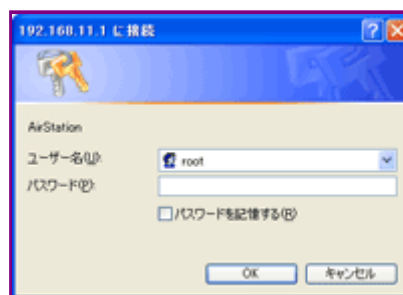 192.168.11.1 に接続
AirStation
ユーザー名(U):
root
パスワード(P):
パスワードを記憶する(R)
OK
キャンセル